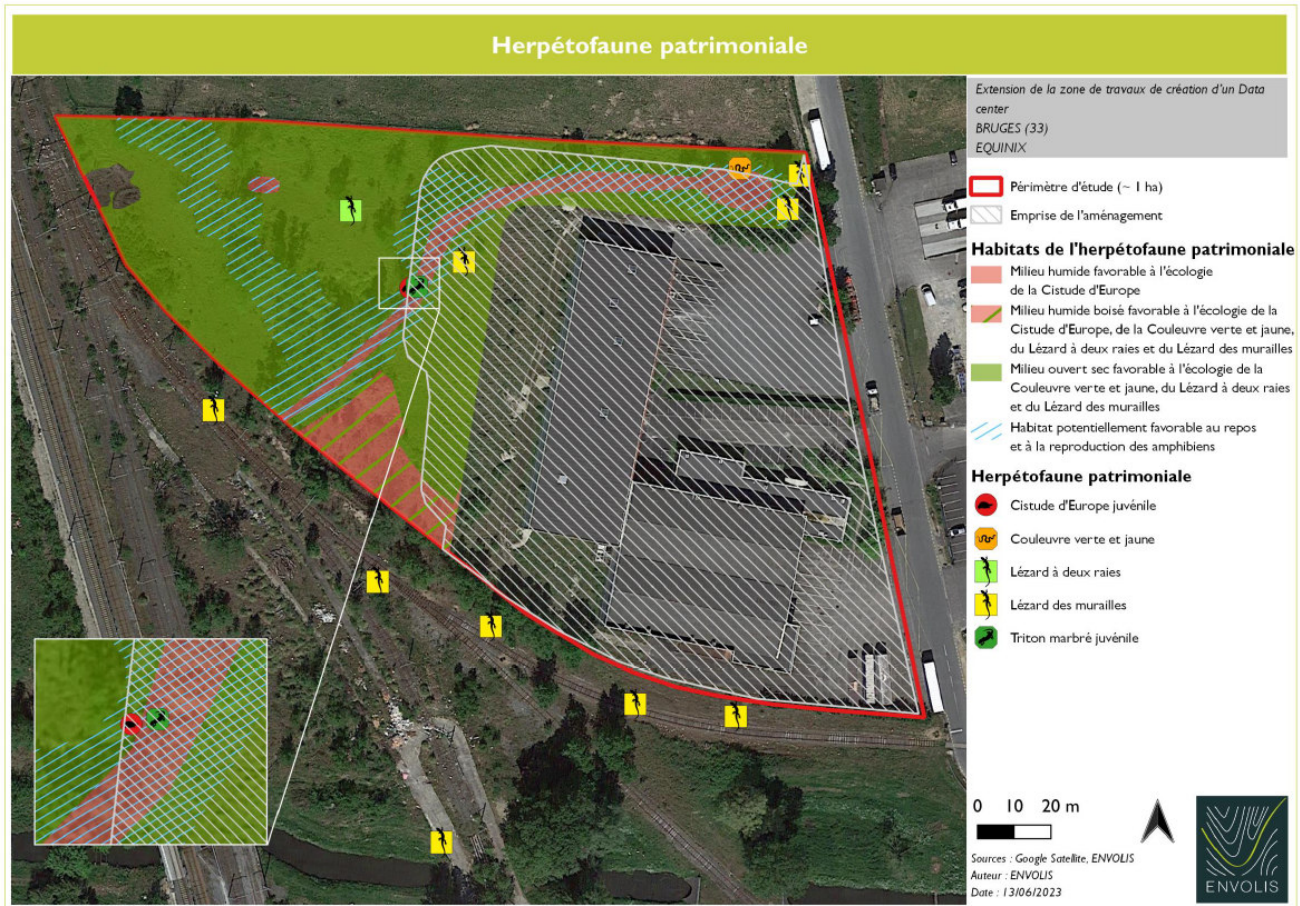 Herpétofaune patrimoniale
Extension de la zone de travaux de création d'un Data
center
BRUGES (33)
EQUINIX
Périmètre d'étude (~ 1 ha)
Emprise de l'aménagement
Habitats de l'herpétofaune patrimoniale
Milieu humide favorable à l'écologie
de la Cistude d'Europe
Milieu humide boisé favorable à l'écologie de la
Cistude d'Europe, de la Couleuvre verte et jaune,
du Lézard à deux raies et du Lézard des murailles
Milieu ouvert sec favorable à l'écologie de la
Couleuvre verte et jaune, du Lézard à deux raies
et du Lézard des murailles
Habitat potentiellement favorable au repos
et à la reproduction des amphibiens
Herpétofaune patrimoniale
Cistude d'Europe juvénile
Couleuvre verte et jaune
Lézard à deux raies
Lézard des murailles
Triton marbré juvénile
0 10 20 m
Sources : Google Satellite, ENVOLIS
Auteur : ENVOLIS
Date : 13/06/2023
ENVOLIS